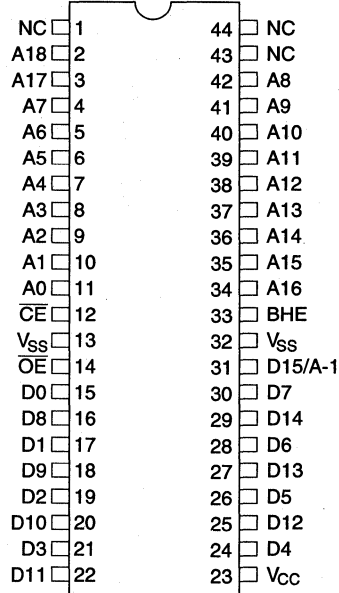 NC 1 44 NC
A18 2 43 NC
A17 3 42 A8
A7 4 41 A9
A6 5 40 A10
A5 6 39 A11
A4 7 38 A12
A3 8 37 A13
A2 9 36 A14
A1 10 35 A15
A0 11 34 A16
C̅E̅ 12 33 BHE
VSS 13 32 VSS
O̅E̅ 14 31 D15/A-1
D0 15 30 D7
D8 16 29 D14
D1 17 28 D6
D9 18 27 D13
D2 19 26 D5
D10 20 25 D12
D3 21 24 D4
D11 22 23 VCC